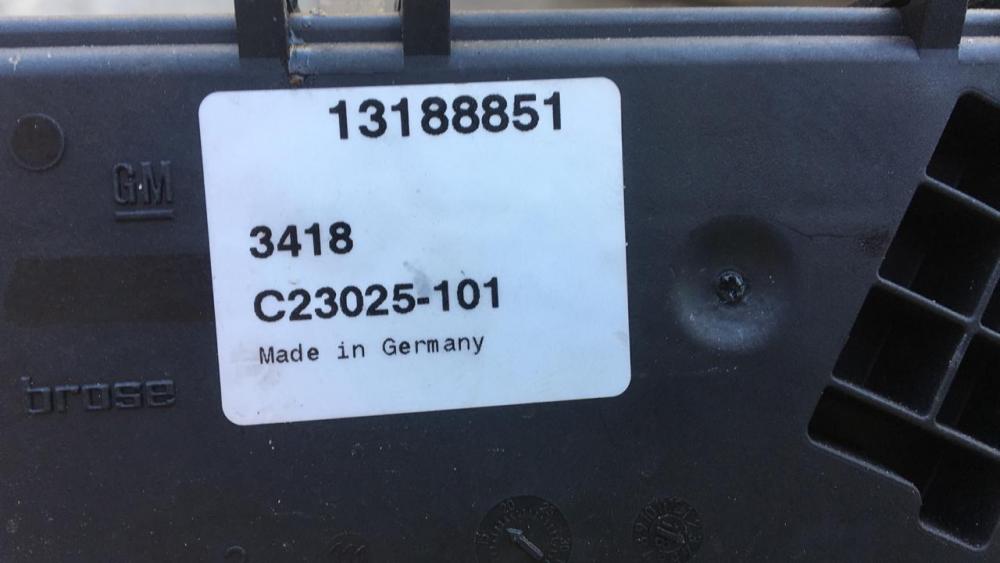 13188851
GM
3418
C23025-101
Made in Germany
brose